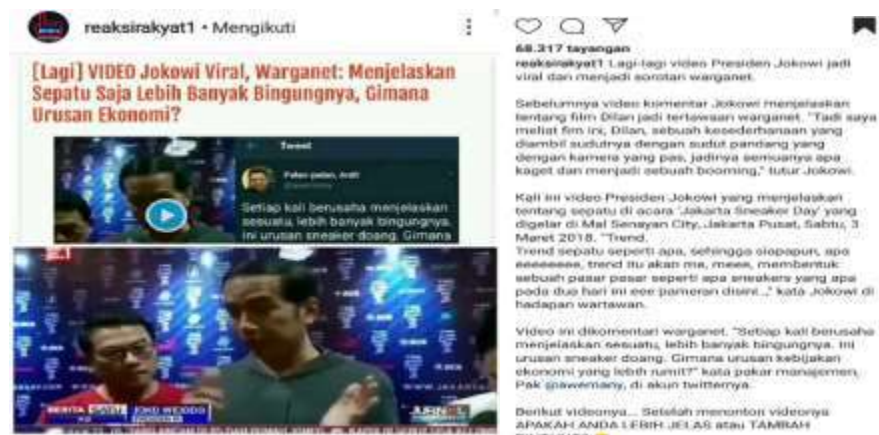 reaksirakyat1 • Mengikuti
[Lagi] VIDEO Jokowi Viral, Warganet: Menjelaskan
Sepatu Saja Lebih Banyak Bingungnya, Gimana
Urusan Ekonomi?
Tweet
Setiap kali berusaha menjelaskan
sesuatu, lebih banyak bingungnya.
Ini urusan sneaker doang. Gimana
BERITA SATU JOKO WIDODO
68.317 tayangan
reaksirakyat1 Lagi-lagi video Presiden Jokowi jadi
viral dan menjadi sorotan warganet.
Sebelumnya video komentar Jokowi menjelaskan
tentang film Dilan jadi tertawaan warganet. "Tadi saya
meliat fim ini, Dilan, sebuah kesederhanaan yang
diambil sudutnya dengan sudut pandang yang
dengan kamera yang pas, jadinya semuanya apa
kaget dan menjadi sebuah booming," tutur Jokowi.
Kali ini video Presiden Jokowi yang menjelaskan
tentang sepatu di acara 'Jakarta Sneaker Day' yang
digelar di Mal Senayan City, Jakarta Pusat, Sabtu, 3
Maret 2018. "Trend.
Trend sepatu seperti apa, sehingga siapapun, apa
eeeeeeee, trend itu akan me, meee, membentuk
sebuah pasar pasar seperti apa sneakers yang apa
pada dua hari ini eee pameran disini..," kata Jokowi di
hadapan wartawan.
Video ini dikomentari warganet. "Setiap kali berusaha
menjelaskan sesuatu, lebih banyak bingungnya. Ini
urusan sneaker doang. Gimana urusan kebijakan
ekonomi yang lebih rumit?" kata pakar manajemen,
Pak @awemany, di akun twitternya.
Berikut videonya... Setelah menonton videonya
APAKAH ANDA LEBIH JELAS atau TAMBAH